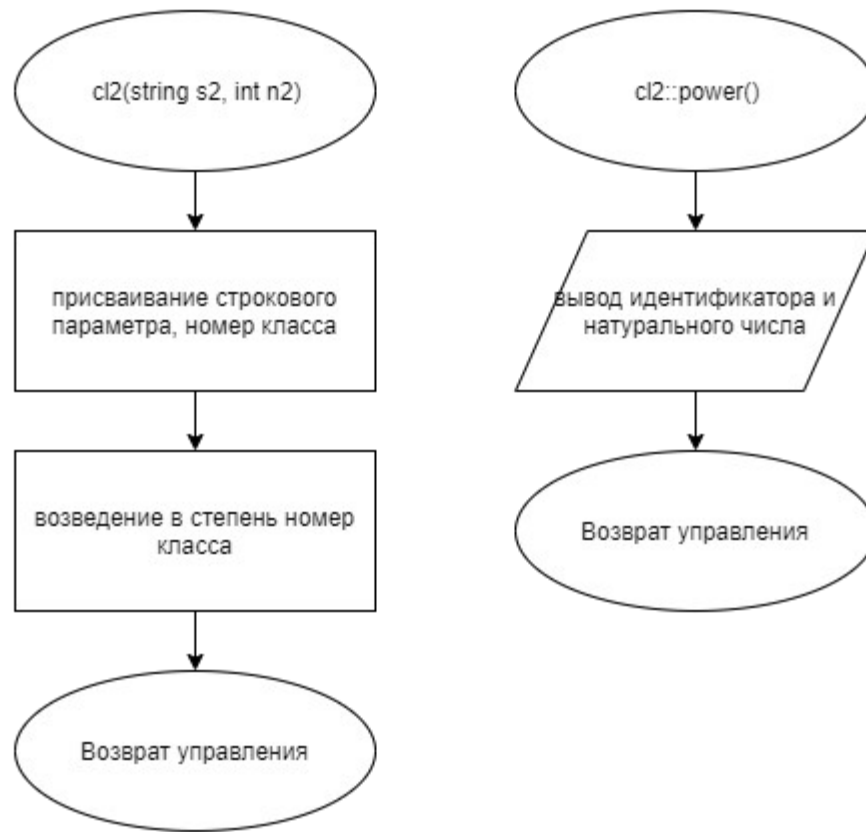 cl2(string s2, int n2)
присваивание строкового
параметра, номер класса
возведение в степень номер
класса
Возврат управления
cl2::power()
вывод идентификатора и
натурального числа
Возврат управления